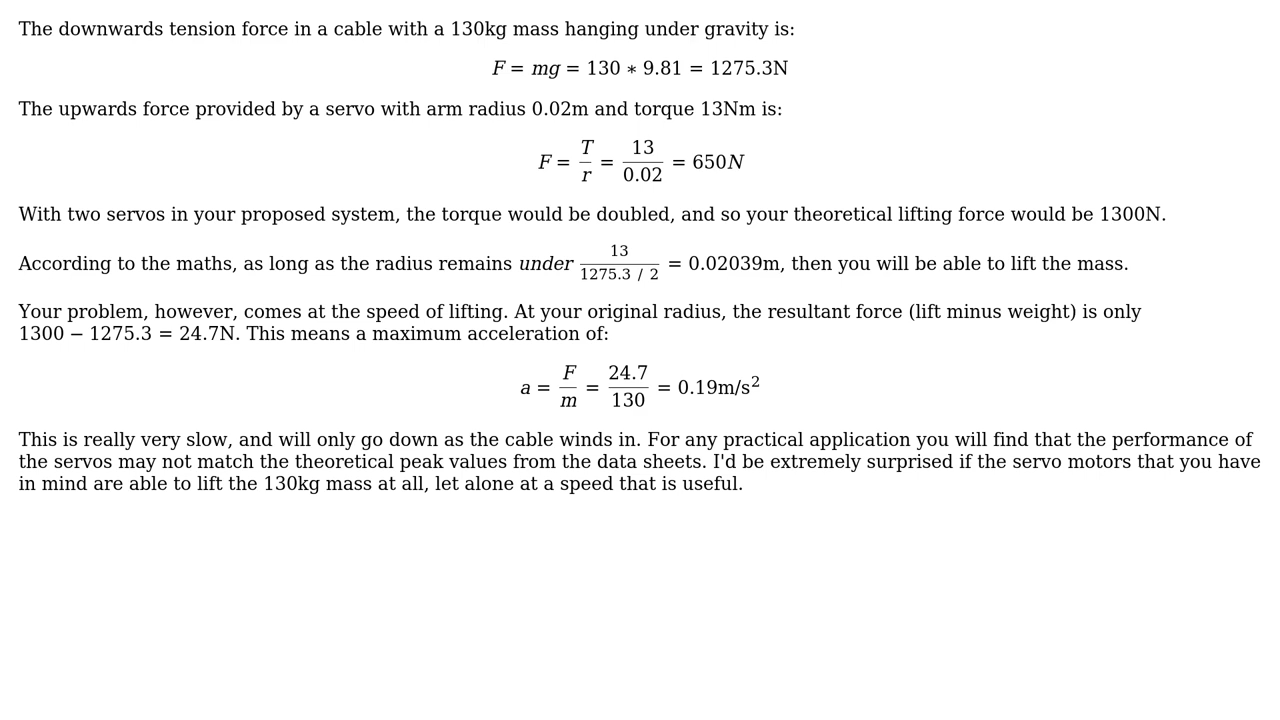 The downwards tension force in a cable with a 130kg mass hanging under gravity is:
F = mg = 130 ∗ 9.81 = 1275.3N
The upwards force provided by a servo with arm radius 0.02m and torque 13Nm is:
F = T/r = 13/0.02 = 650N
With two servos in your proposed system, the torque would be doubled, and so your theoretical lifting force would be 1300N.
According to the maths, as long as the radius remains under 13/(1275.3 / 2) = 0.02039m, then you will be able to lift the mass.
Your problem, however, comes at the speed of lifting. At your original radius, the resultant force (lift minus weight) is only
1300 − 1275.3 = 24.7N. This means a maximum acceleration of:
a = F/m = 24.7/130 = 0.19m/s²
This is really very slow, and will only go down as the cable winds in. For any practical application you will find that the performance of
the servos may not match the theoretical peak values from the data sheets. I'd be extremely surprised if the servo motors that you have
in mind are able to lift the 130kg mass at all, let alone at a speed that is useful.